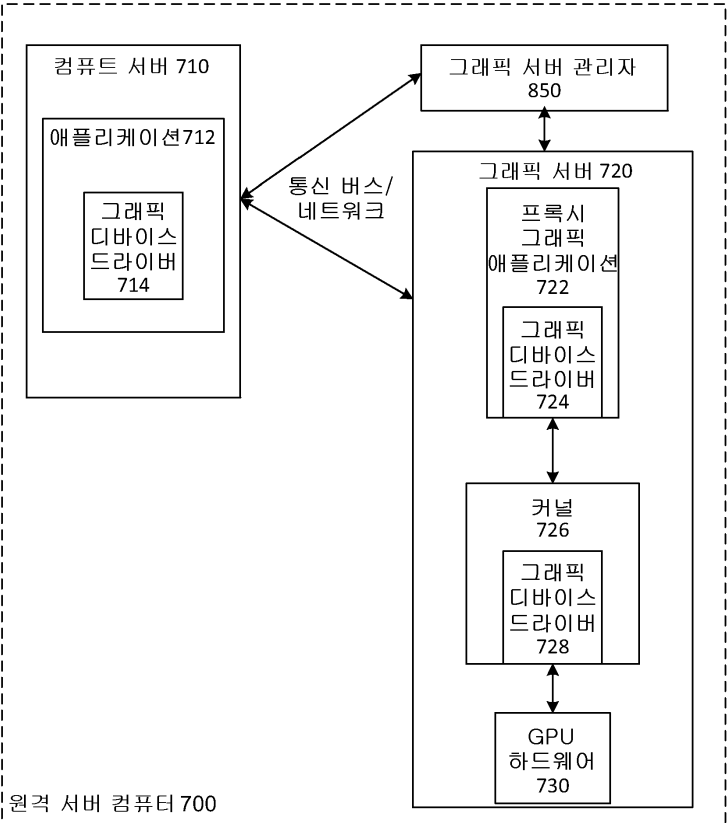 컴퓨트 서버 710
애플리케이션712
그래픽
디바이스
드라이버
714
통신 버스/
네트워크
그래픽 서버 관리자
850
그래픽 서버 720
프록시
그래픽
애플리케이션
722
그래픽
디바이스
드라이버
724
커널
726
그래픽
디바이스
드라이버
728
GPU
하드웨어
730
원격 서버 컴퓨터 700